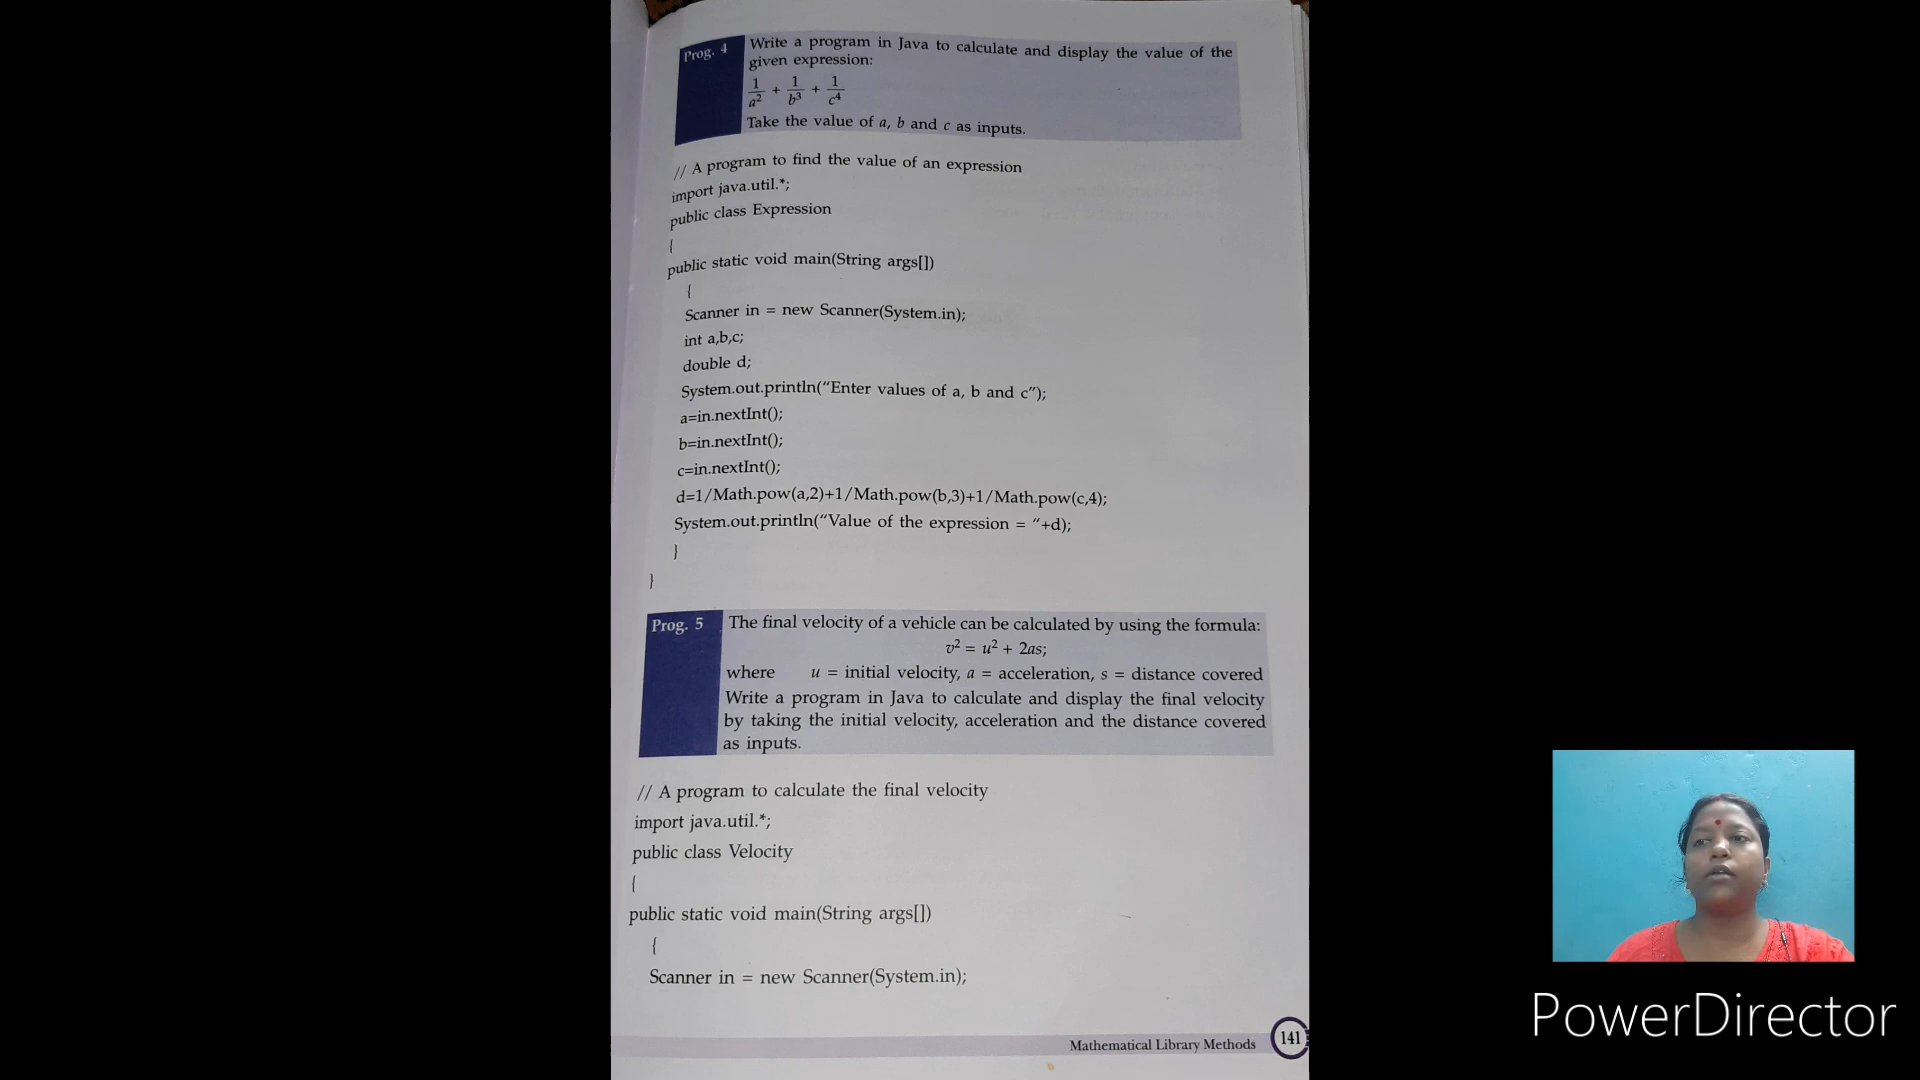 Prog. 4
Write a program in Java to calculate and display the value of the
given expression:
1/a² + 1/b³ + 1/c⁴
Take the value of a, b and c as inputs.
// A program to find the value of an expression
import java.util.*;
public class Expression
{
public static void main(String args[])
{
Scanner in = new Scanner(System.in);
int a,b,c;
double d;
System.out.println(“Enter values of a, b and c”);
a=in.nextInt();
b=in.nextInt();
c=in.nextInt();
d=1/Math.pow(a,2)+1/Math.pow(b,3)+1/Math.pow(c,4);
System.out.println(“Value of the expression = “+d);
}
}
Prog. 5
The final velocity of a vehicle can be calculated by using the formula:
v² = u² + 2as;
where u = initial velocity, a = acceleration, s = distance covered
Write a program in Java to calculate and display the final velocity
by taking the initial velocity, acceleration and the distance covered
as inputs.
// A program to calculate the final velocity
import java.util.*;
public class Velocity
{
public static void main(String args[])
{
Scanner in = new Scanner(System.in);
Mathematical Library Methods 141
PowerDirector